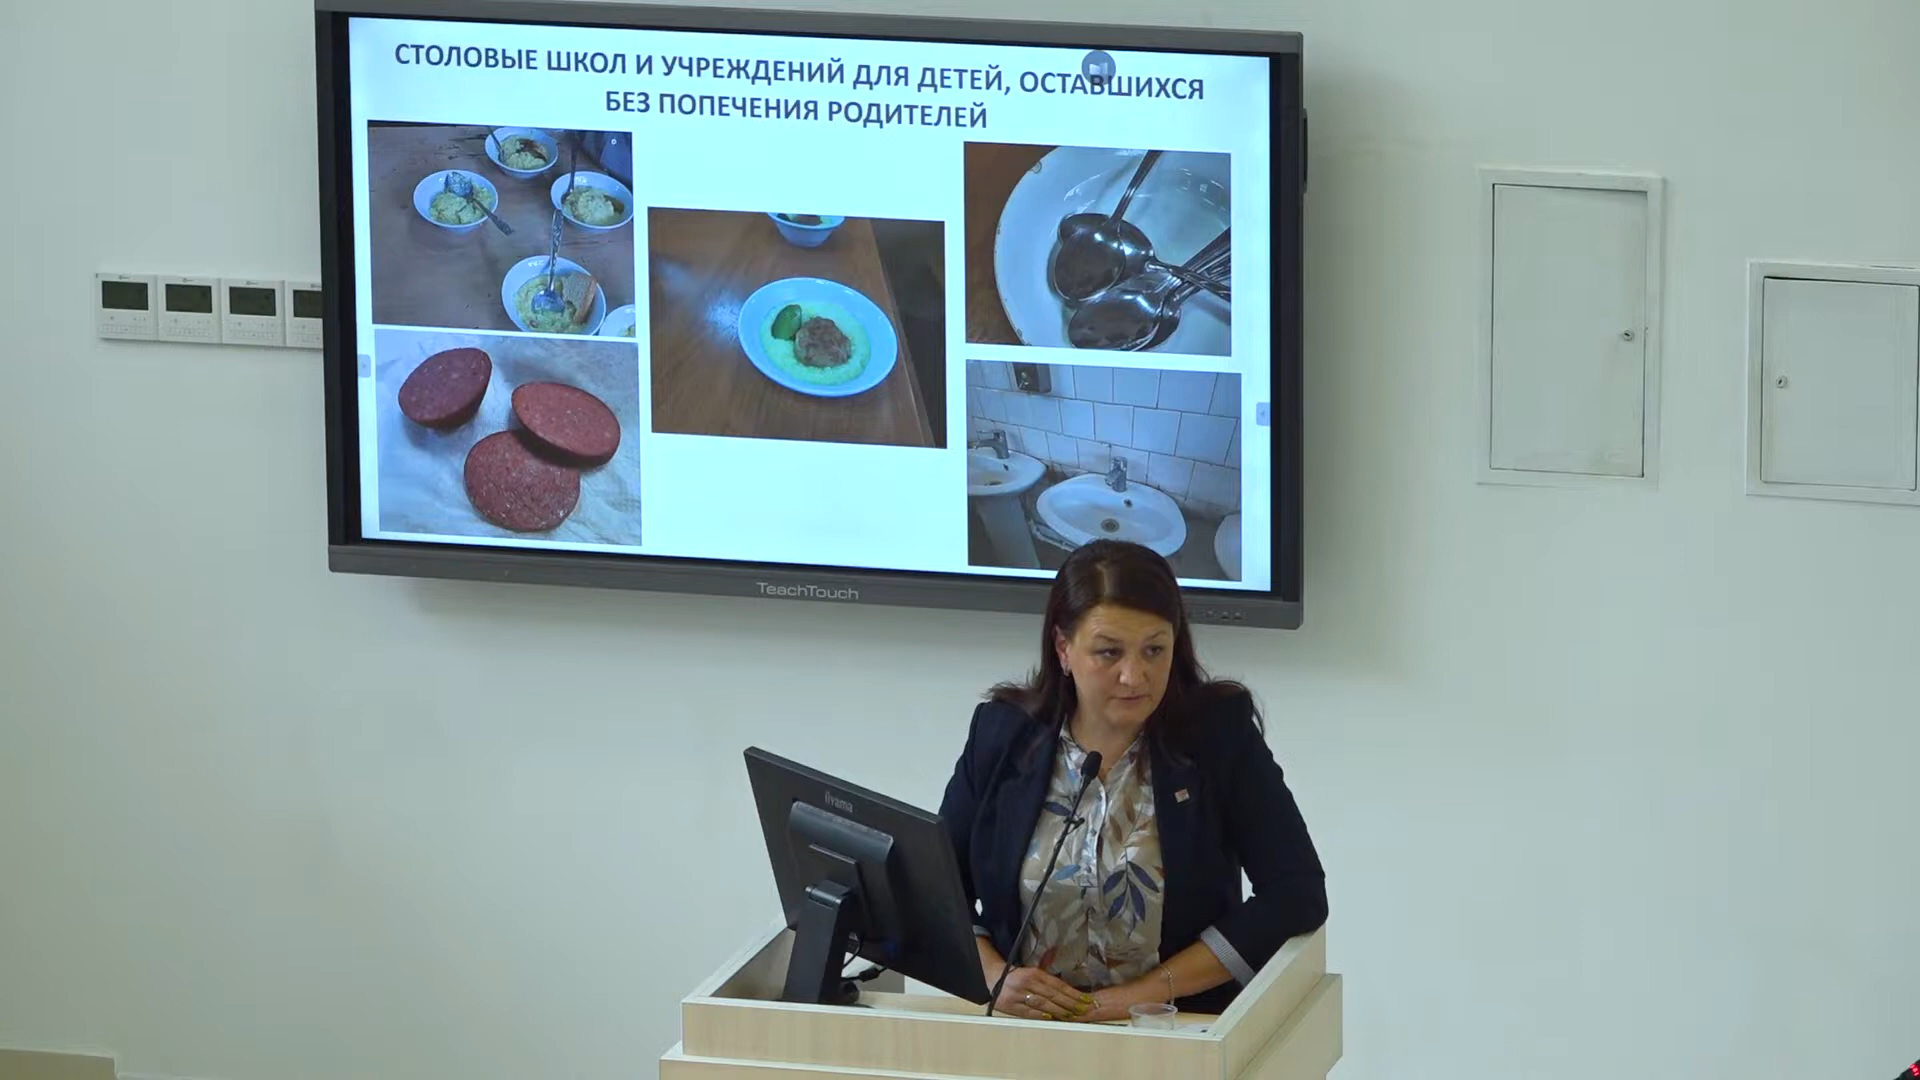 СТОЛОВЫЕ ШКОЛ И УЧРЕЖДЕНИЙ ДЛЯ ДЕТЕЙ, ОСТАВШИХСЯ
БЕЗ ПОПЕЧЕНИЯ РОДИТЕЛЕЙ
TeachTouch
iiyama